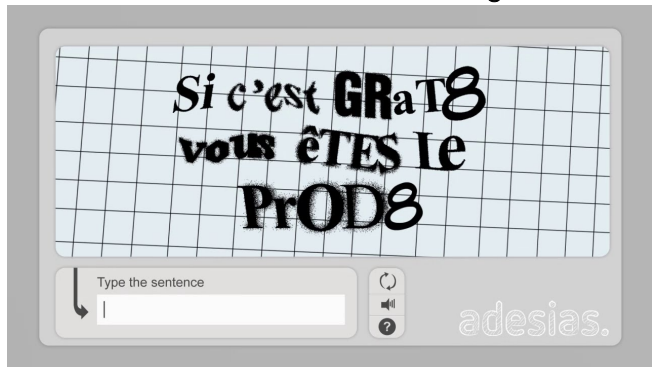 Si c'est GRaT8
vous êTES le
PrOD8
Type the sentence
adesias.